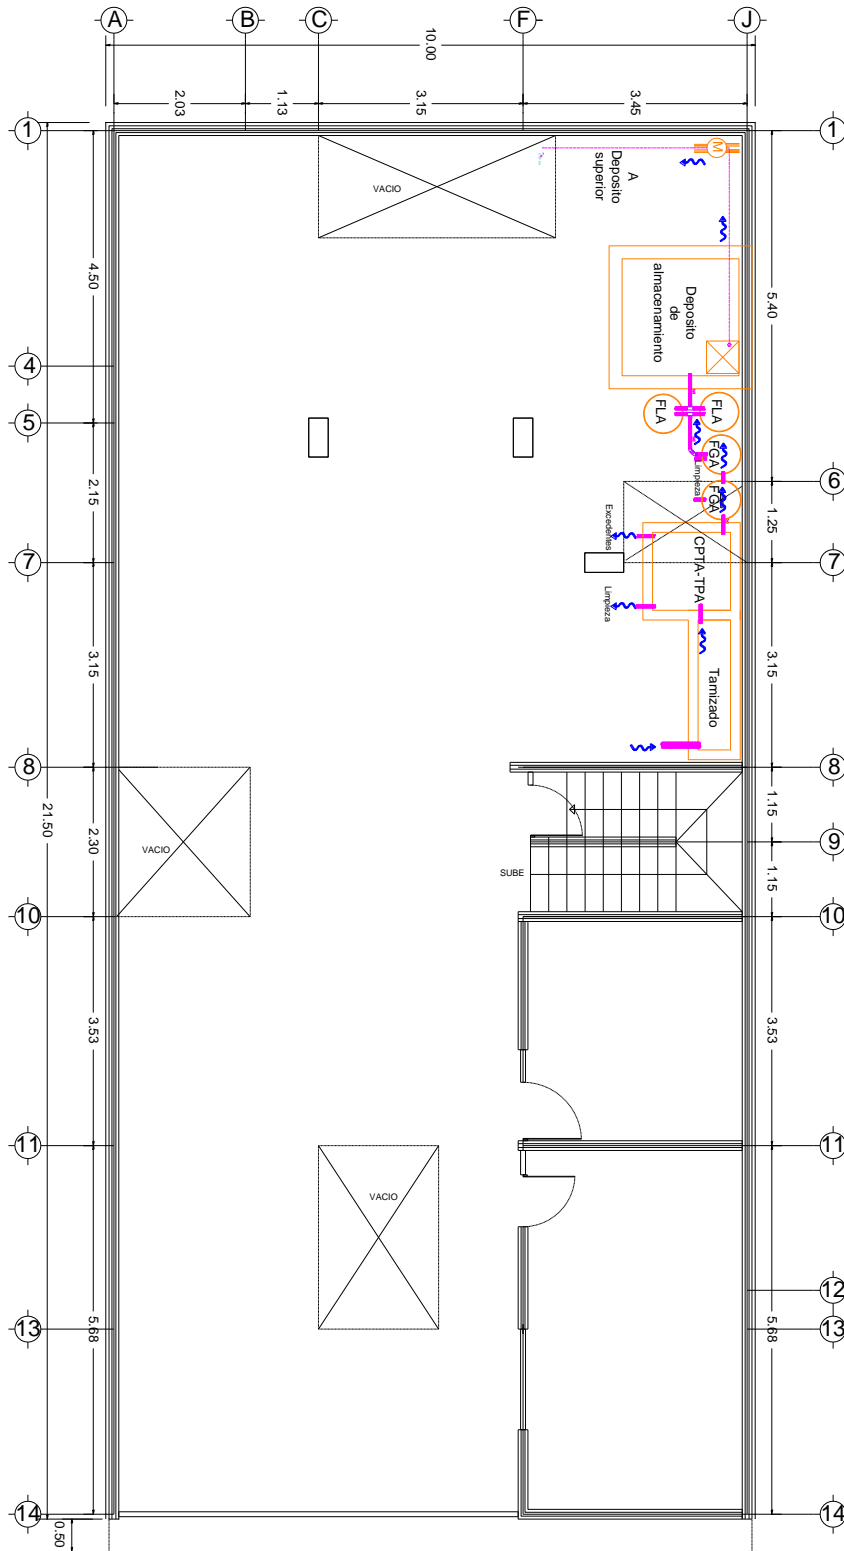 A
B
C
F
J
10.00
2.03
1.13
3.15
3.45
1
1
A
Deposito
superior
M
VACIO
4.50
5.40
Deposito
de
almacenamiento
4
5
FLA
FLA
FGA
Limpieza
FGA
6
2.15
1.25
Excedentes
7
7
CPTA-TPA
Limpieza
3.15
3.15
Tamizado
8
8
21.50
2.30
VACIO
1.15
9
SUBE
1.15
10
10
3.53
3.53
11
11
VACIO
12
5.68
5.68
13
13
14
14
0.50